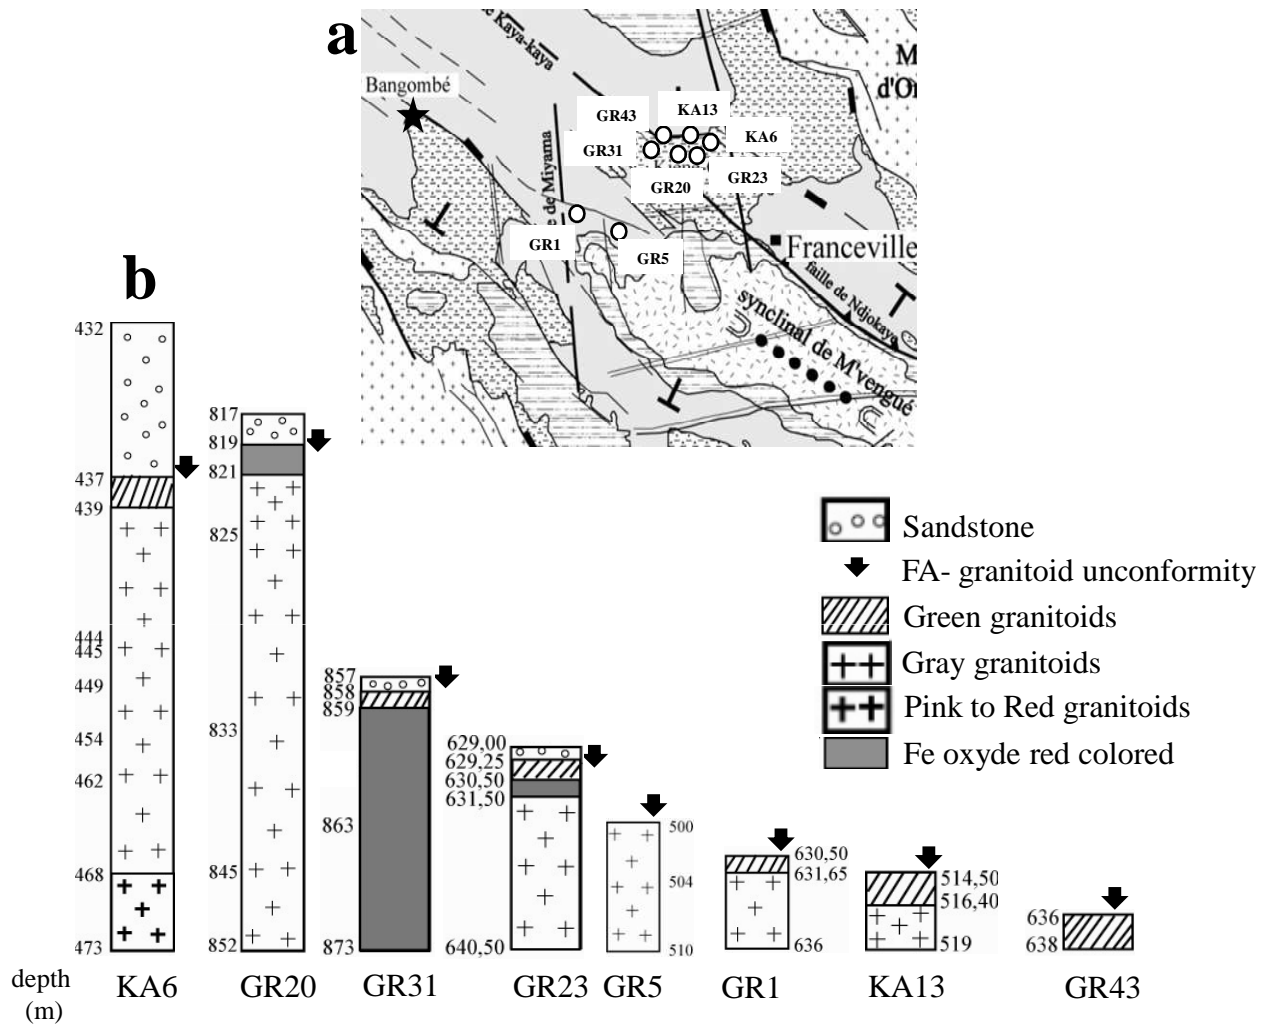 a
de Kaya-kaya
Bangombé
M
d'O
GR43
KA13
KA6
GR31
GR23
GR20
e de Miyama
GR1
GR5
Franceville
faille de Ndjokaye
synclinal de M'vengué
b
432
437
439
444
445
449
454
462
468
473
817
819
821
825
833
845
852
857
858
859
863
873
629,00
629,25
630,50
631,50
640,50
500
504
510
630,50
631,65
636
514,50
516,40
519
636
638
Sandstone
FA- granitoid unconformity
Green granitoids
Gray granitoids
Pink to Red granitoids
Fe oxyde red colored
depth
(m)
KA6 GR20 GR31 GR23 GR5 GR1 KA13 GR43